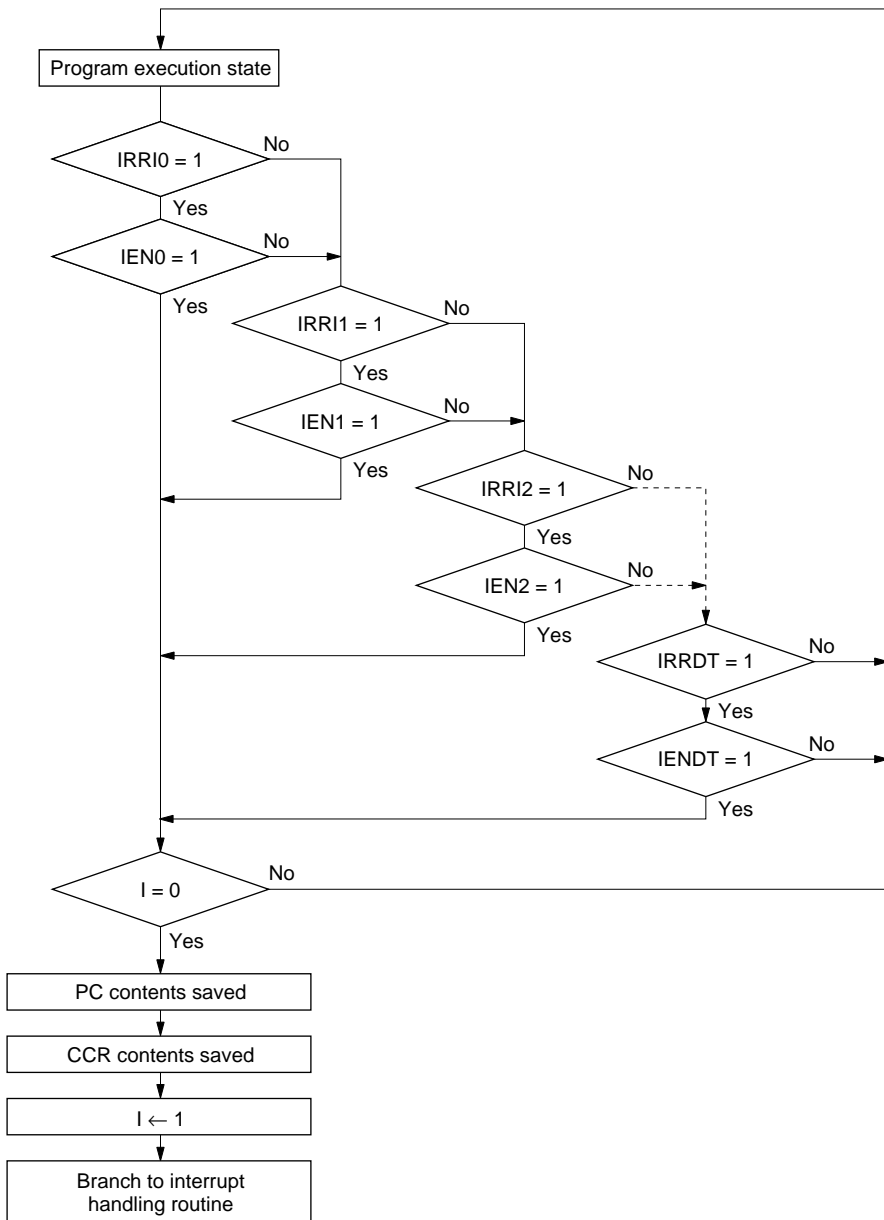 Program execution state
IRRI0 = 1
No
Yes
IEN0 = 1
No
Yes
IRRI1 = 1
No
Yes
IEN1 = 1
No
Yes
IRRI2 = 1
No
Yes
IEN2 = 1
No
Yes
IRRDT = 1
No
Yes
IENDT = 1
No
Yes
I = 0
No
Yes
PC contents saved
CCR contents saved
I ← 1
Branch to interrupt
handling routine